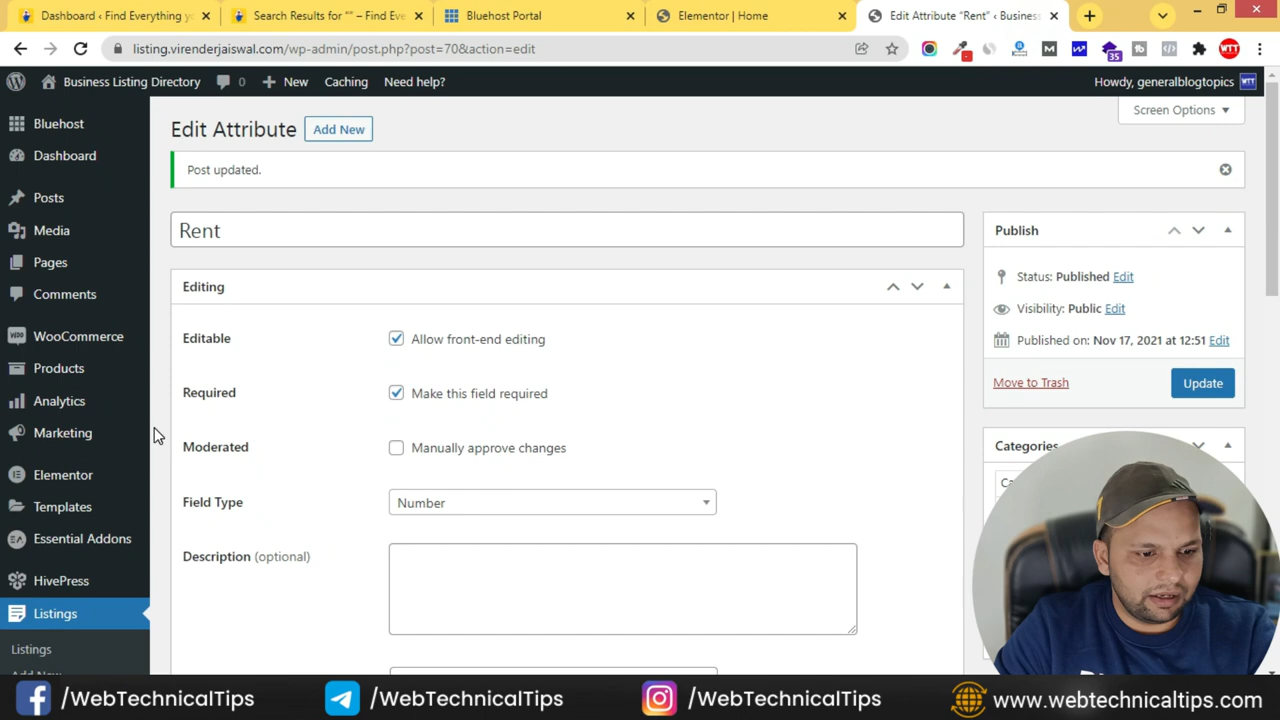 Dashboard ‹ Find Everything yo
Search Results for "" – Find Eve
Bluehost Portal
Elementor | Home
Edit Attribute "Rent" ‹ Business
listing.virenderjaiswal.com/wp-admin/post.php?post=70&action=edit
35
WTT
Business Listing Directory
0
New
Caching
Need help?
Howdy, generalblogtopics
WTT
Bluehost
Dashboard
Posts
Media
Pages
Comments
WooCommerce
Products
Analytics
Marketing
Elementor
Templates
Essential Addons
HivePress
Listings
Listings
Add New
Screen Options
Edit Attribute
Add New
Post updated.
Rent
Editing
Editable
Allow front-end editing
Required
Make this field required
Moderated
Manually approve changes
Field Type
Number
Description (optional)
Publish
Status: Published Edit
Visibility: Public Edit
Published on: Nov 17, 2021 at 12:51 Edit
Move to Trash
Update
Categories
/WebTechnicalTips
/WebTechnicalTips
/WebTechnicalTips
www.webtechnicaltips.com